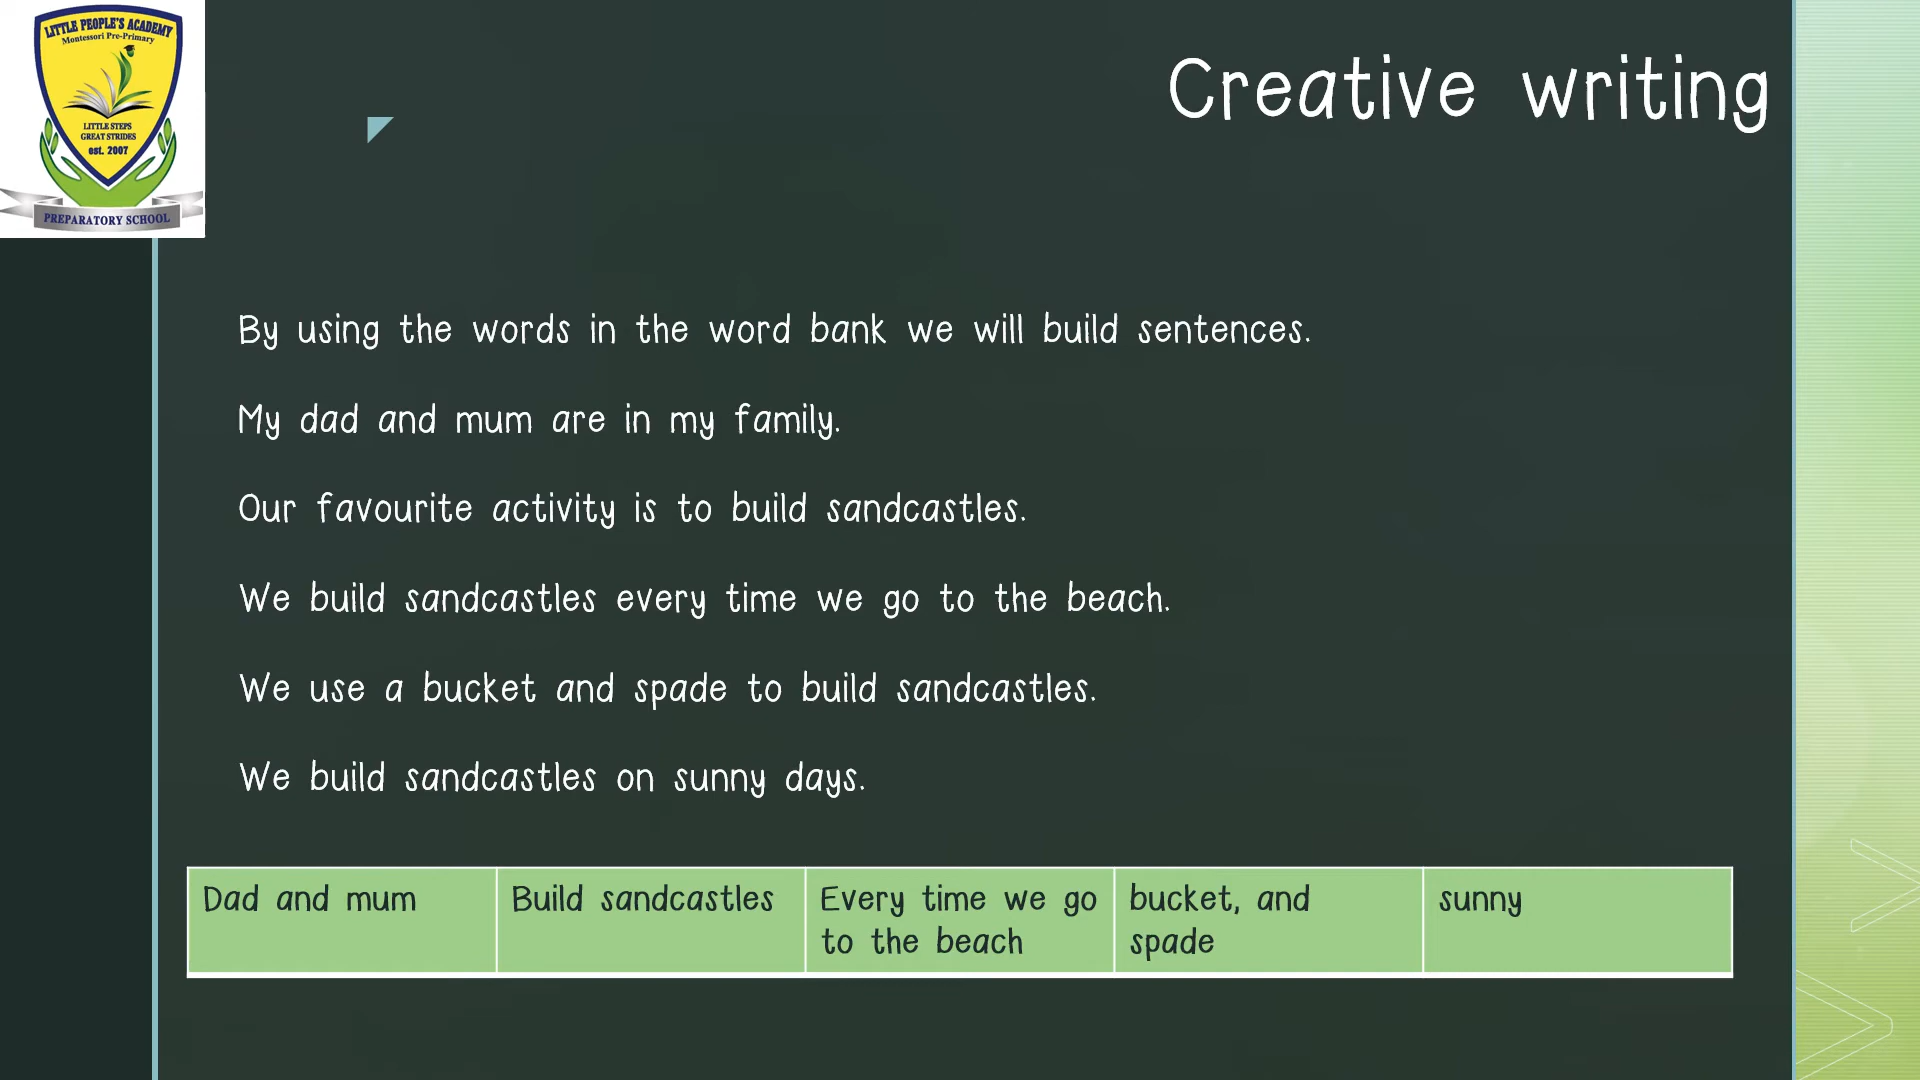 LITTLE PEOPLE'S ACADEMY
Montessori Pre-Primary
LITTLE STEPS
GREAT STRIDES
est. 2007
PREPARATORY SCHOOL
Creative writing
By using the words in the word bank we will build sentences.
My dad and mum are in my family.
Our favourite activity is to build sandcastles.
We build sandcastles every time we go to the beach.
We use a bucket and spade to build sandcastles.
We build sandcastles on sunny days.
Dad and mum
Build sandcastles
Every time we go
to the beach
bucket, and
spade
sunny